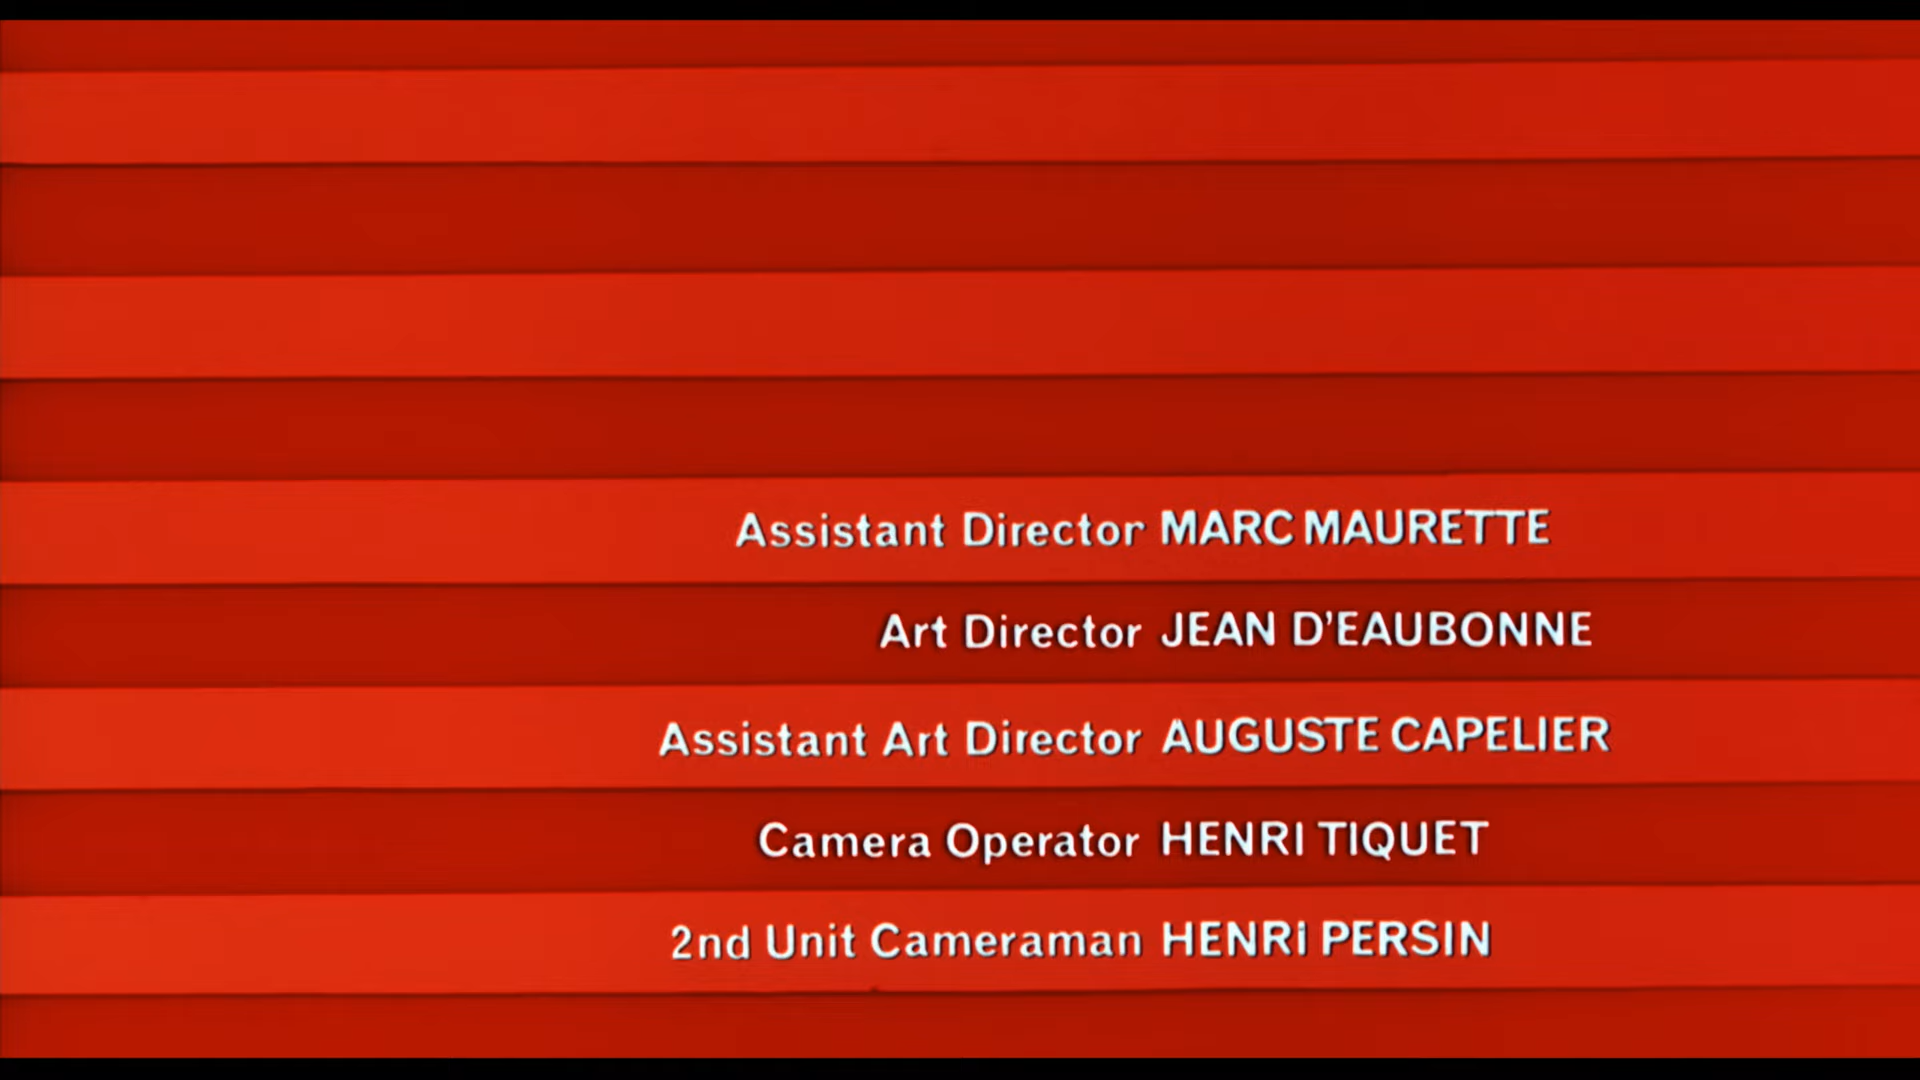 Assistant Director MARC MAURETTE
Art Director JEAN D'EAUBONNE
Assistant Art Director AUGUSTE CAPELIER
Camera Operator HENRI TIQUET
2nd Unit Cameraman HENRI PERSIN